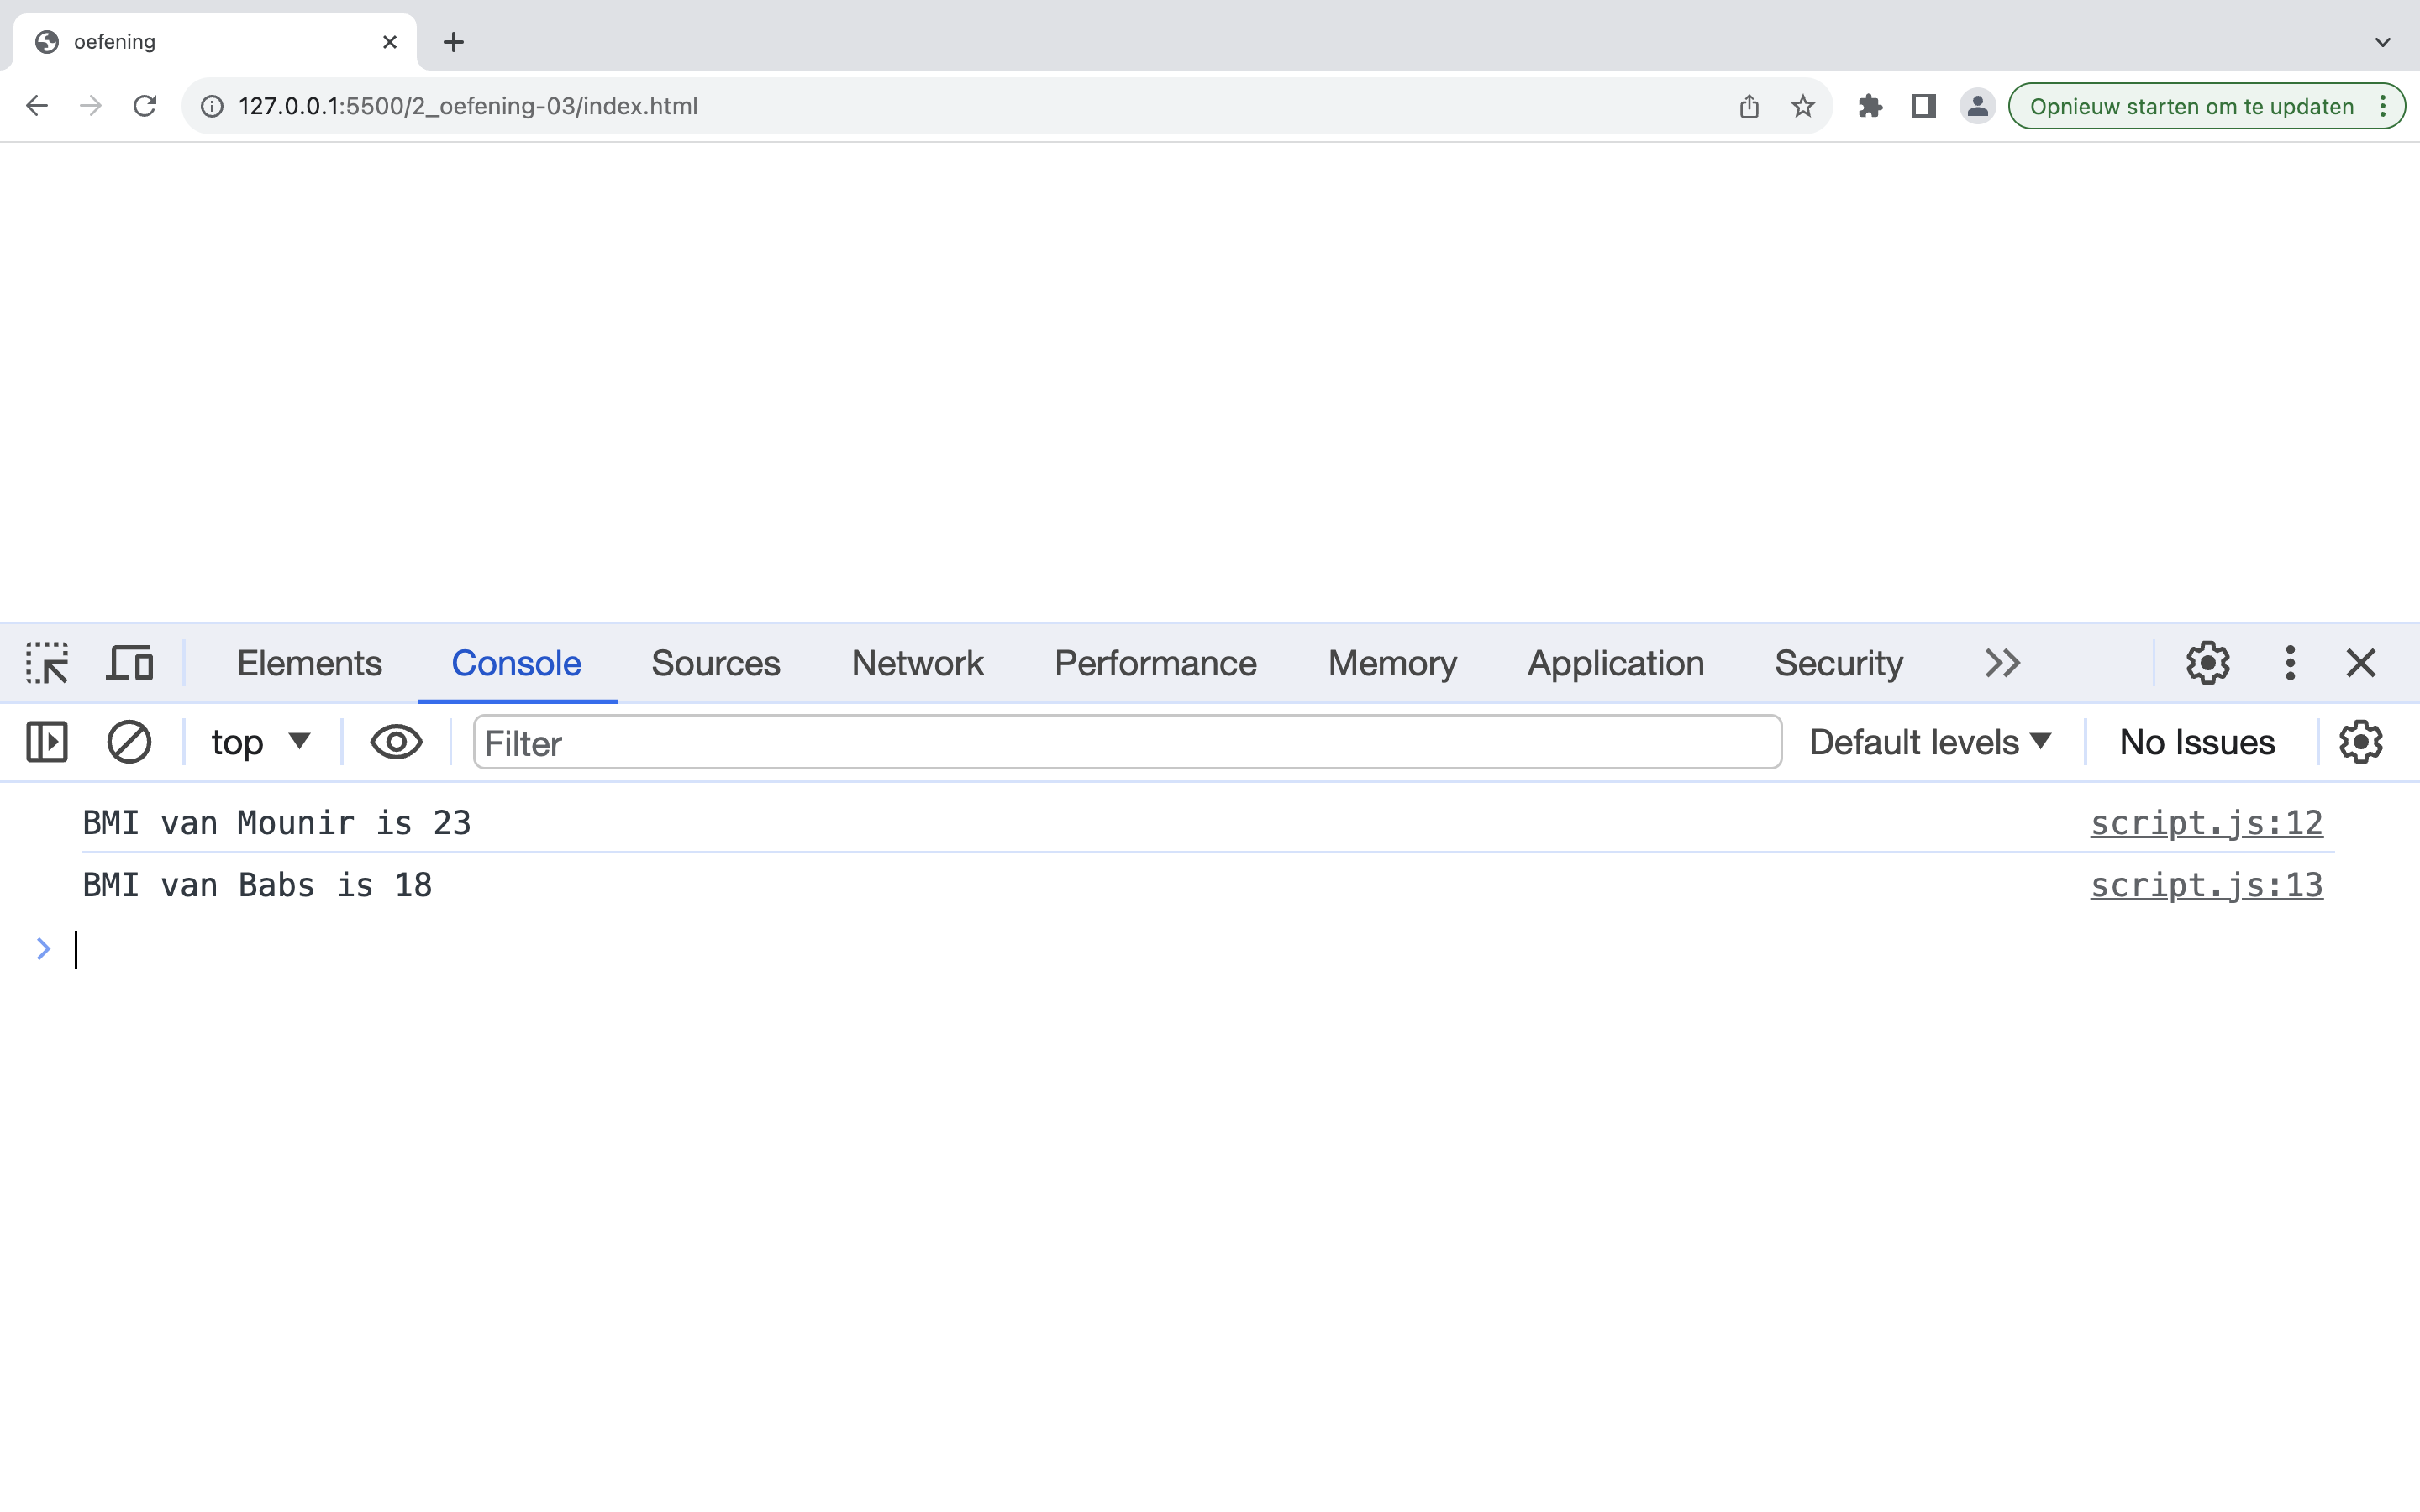 oefening
127.0.0.1:5500/2_oefening-03/index.html
Opnieuw starten om te updaten
Elements Console Sources Network Performance Memory Application Security
top Filter Default levels No Issues
BMI van Mounir is 23 script.js:12
BMI van Babs is 18 script.js:13